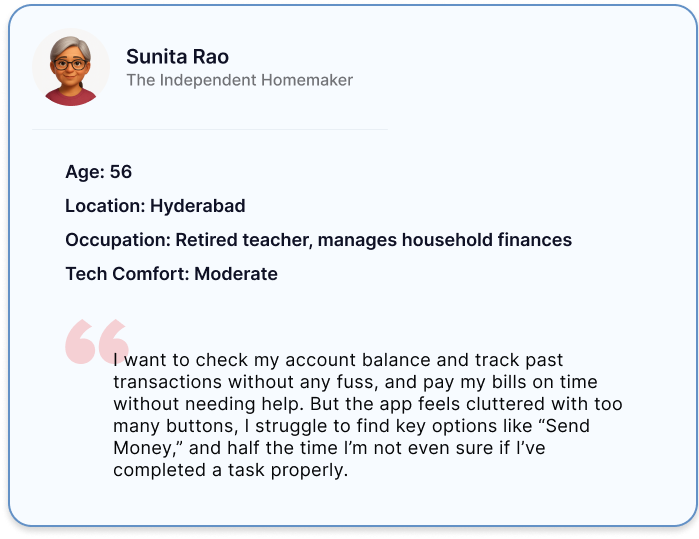 Sunita Rao
The Independent Homemaker
Age: 56
Location: Hyderabad
Occupation: Retired teacher, manages household finances
Tech Comfort: Moderate
“
I want to check my account balance and track past
transactions without any fuss, and pay my bills on time
without needing help. But the app feels cluttered with too
many buttons, I struggle to find key options like “Send
Money,” and half the time I’m not even sure if I’ve
completed a task properly.